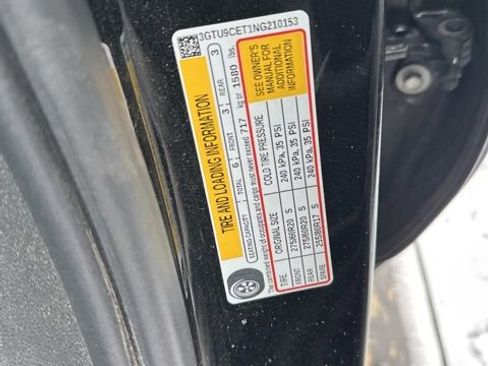 3GTU9CET1NG210153
TIRE AND LOADING INFORMATION
SEATING CAPACITY TOTAL 6 FRONT 3 REAR 3
The combined weight of occupants and cargo must never exceed 717 kg or 1580 lbs.
TIRE ORIGINAL SIZE COLD TIRE PRESSURE
FRONT 275/60R20 S 240 kPa, 35 PSI
REAR 275/60R20 S 240 kPa, 35 PSI
SPARE 255/80R17 S 240 kPa, 35 PSI
SEE OWNER'S
MANUAL FOR
ADDITIONAL
INFORMATION